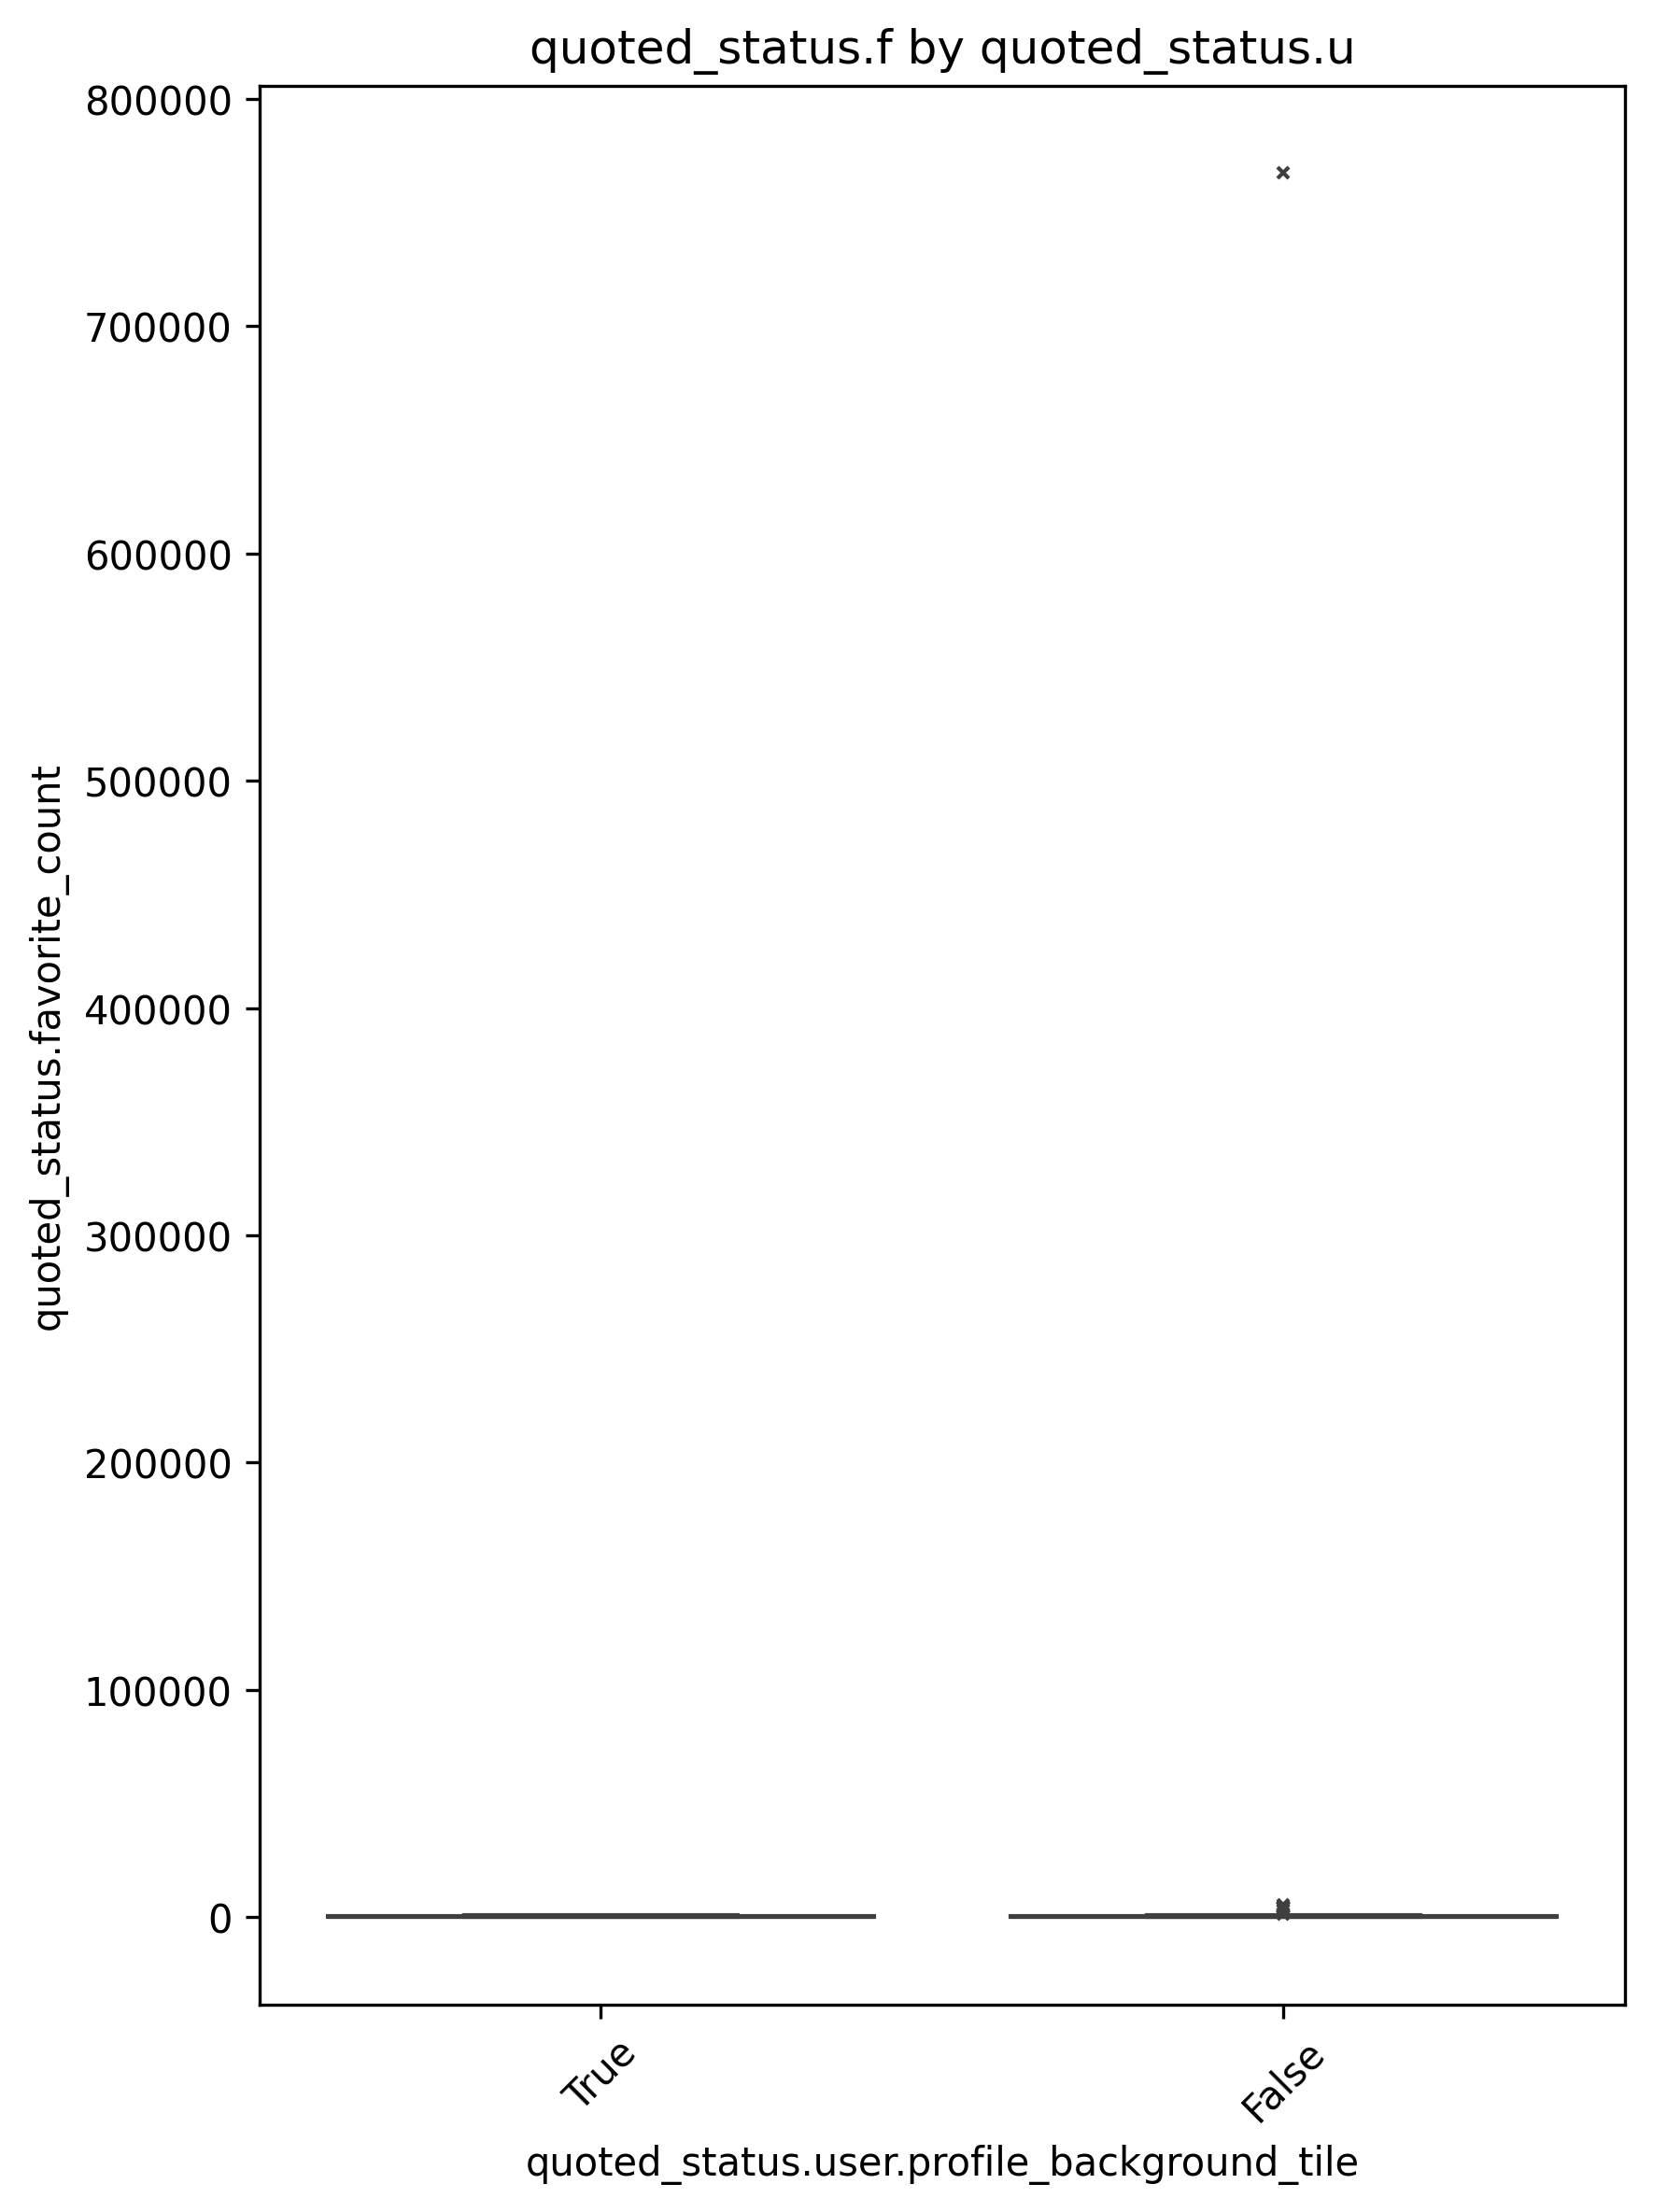 quoted_status.f by quoted_status.u
800000
700000
600000
500000
400000
300000
200000
100000
0
quoted_status.favorite_count
True
False
quoted_status.user.profile_background_tile